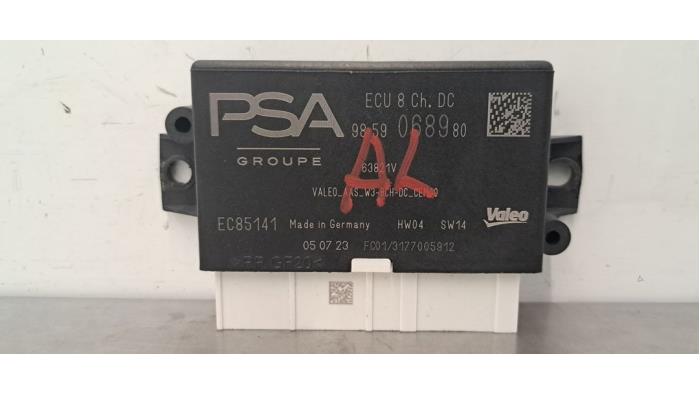 PSA
GROUPE
ECU 8 Ch. DC
98 59 0689 80
AL
63821V
EC85141 Made in Germany HW04 SW14
Valeo
05 07 23 FC01/3177005912